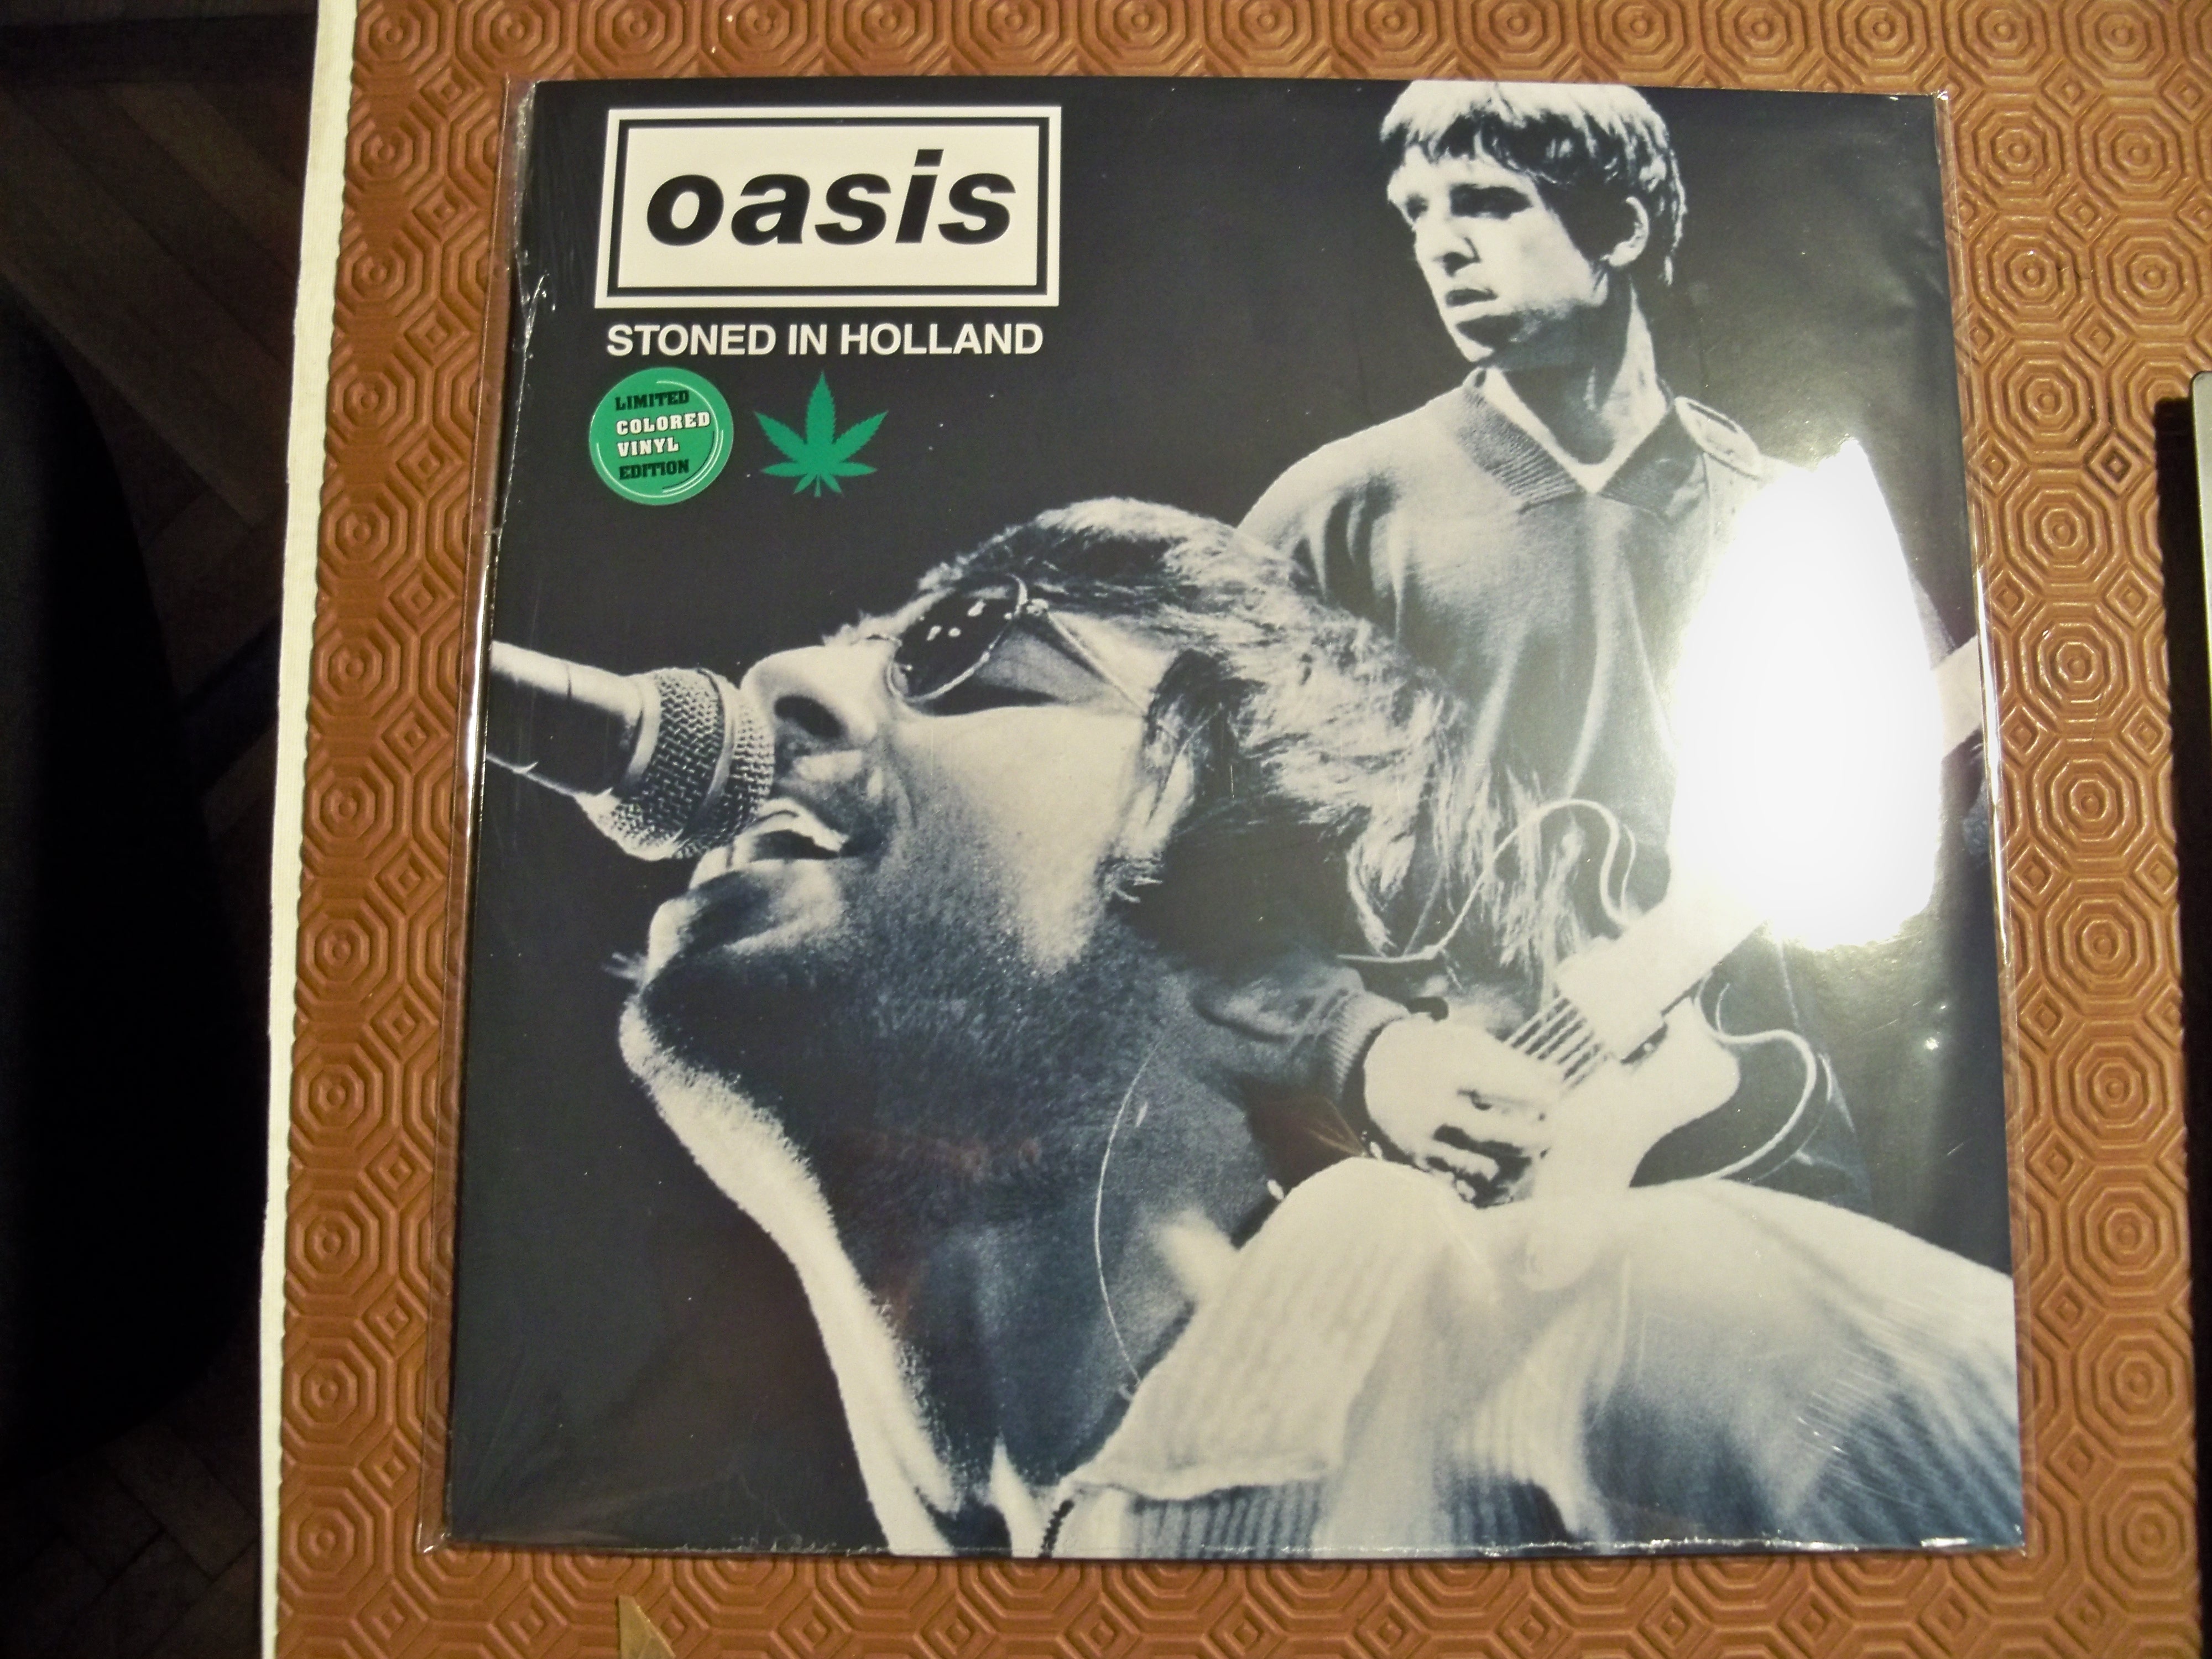 oasis
STONED IN HOLLAND
LIMITED
COLORED
VINYL
EDITION